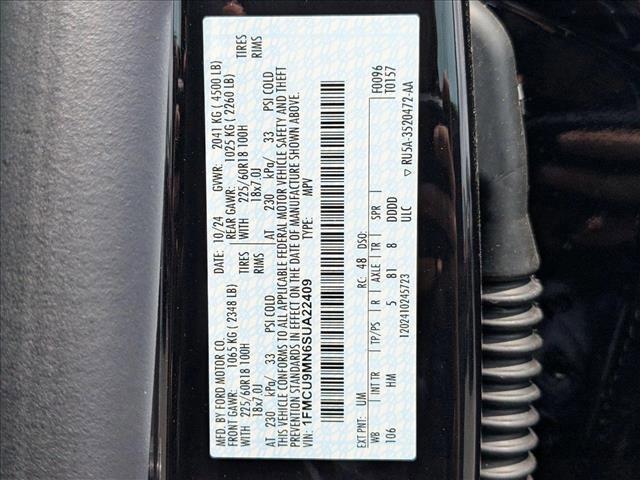 MFD. BY FORD MOTOR CO.
DATE: 10/24 GVWR: 2041 KG ( 4500 LB)
FRONT GAWR: 1065 KG ( 2348 LB) REAR GAWR: 1025 KG ( 2260 LB)
WITH 225/60R18 100H TIRES WITH 225/60R18 100H TIRES
18x7.0J RIMS 18x7.0J RIMS
AT 230 kPa/ 33 PSI COLD AT 230 kPa/ 33 PSI COLD
THIS VEHICLE CONFORMS TO ALL APPLICABLE FEDERAL MOTOR VEHICLE SAFETY AND THEFT
PREVENTION STANDARDS IN EFFECT ON THE DATE OF MANUFACTURE SHOWN ABOVE.
VIN: 1FMCU9MN6SUA22409 TYPE: MPV
F0096
T0157
EXT PNT: UM RC: 48 DSO:
WB INT TR TP/PS R AXLE TR SPR
106 HM 5 81 8 DDDD
ULC
1202410245723
▽ RU5A-3520472-AA